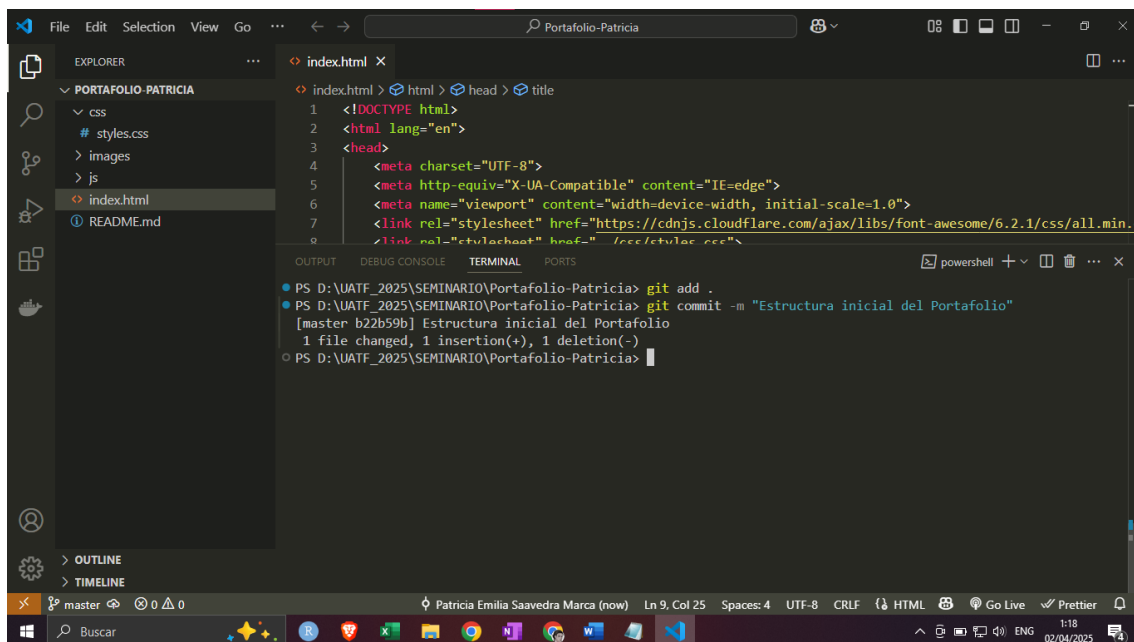 File Edit Selection View Go ··· Portafolio-Patricia
EXPLORER ···
index.html
PORTAFOLIO-PATRICIA
css
# styles.css
images
js
index.html
README.md
index.html > html > head > title
1 <!DOCTYPE html>
2 <html lang="en">
3 <head>
4 <meta charset="UTF-8">
5 <meta http-equiv="X-UA-Compatible" content="IE=edge">
6 <meta name="viewport" content="width=device-width, initial-scale=1.0">
7 <link rel="stylesheet" href="https://cdnjs.cloudflare.com/ajax/libs/font-awesome/6.2.1/css/all.min.
8 <link rel="stylesheet" href="../css/styles.css">
OUTPUT DEBUG CONSOLE TERMINAL PORTS powershell
PS D:\UATF_2025\SEMINARIO\Portafolio-Patricia> git add .
PS D:\UATF_2025\SEMINARIO\Portafolio-Patricia> git commit -m "Estructura inicial del Portafolio"
[master b22b59b] Estructura inicial del Portafolio
1 file changed, 1 insertion(+), 1 deletion(-)
PS D:\UATF_2025\SEMINARIO\Portafolio-Patricia>
OUTLINE
TIMELINE
master 0 0 Patricia Emilia Saavedra Marca (now) Ln 9, Col 25 Spaces: 4 UTF-8 CRLF HTML Go Live Prettier
Buscar ENG
1:18
02/04/2025